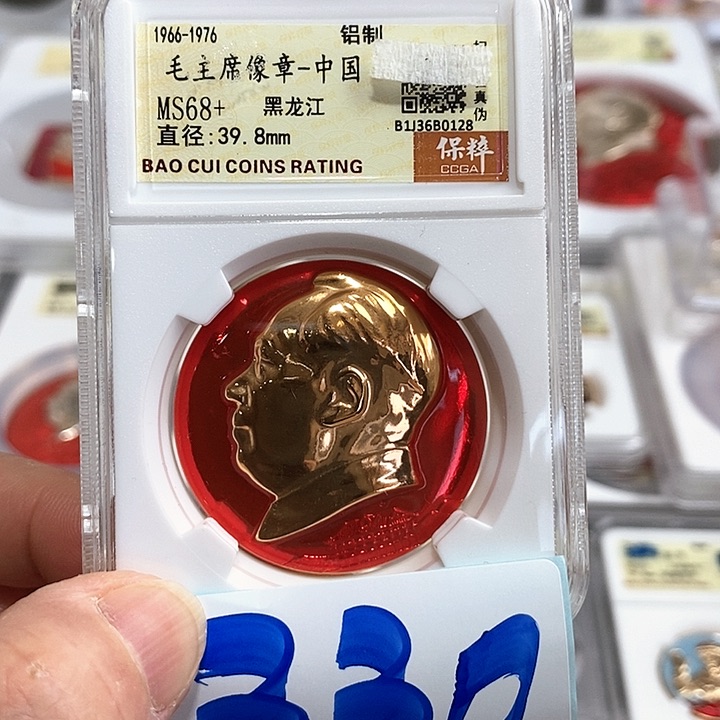 1966-1976 铝制
毛主席像章-中国
MS68+ 黑龙江
直径:39.8mm
B1J36B0128
真伪
BAO CUI COINS RATING
保粹
CCGA
330